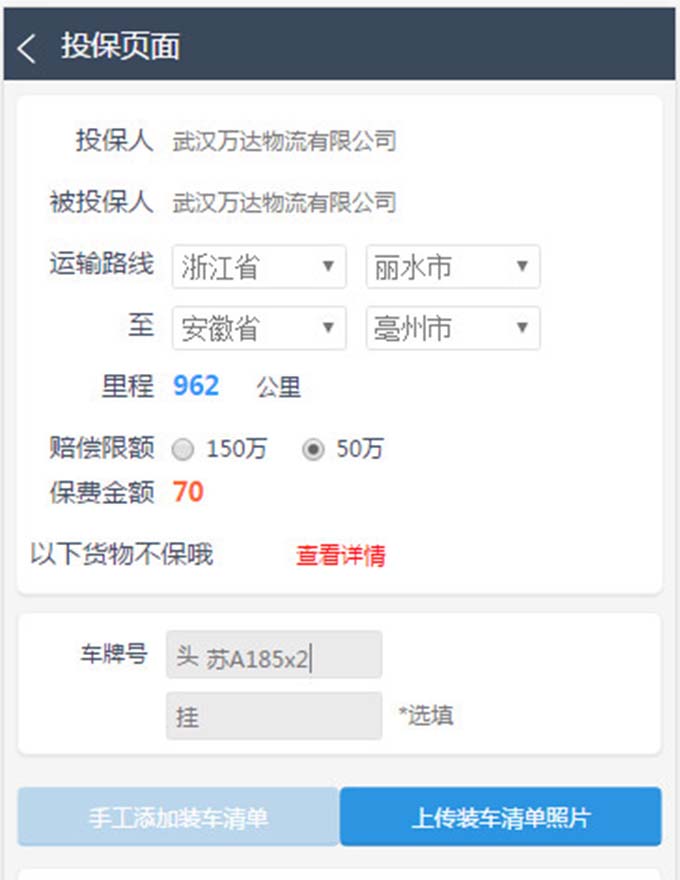 投保页面
投保人 武汉万达物流有限公司
被投保人 武汉万达物流有限公司
运输路线 浙江省 丽水市
至 安徽省 亳州市
里程 962 公里
赔偿限额 150万 50万
保费金额 70
以下货物不保哦 查看详情
车牌号 头 苏A185x2
挂 *选填
手工添加装车清单 上传装车清单照片